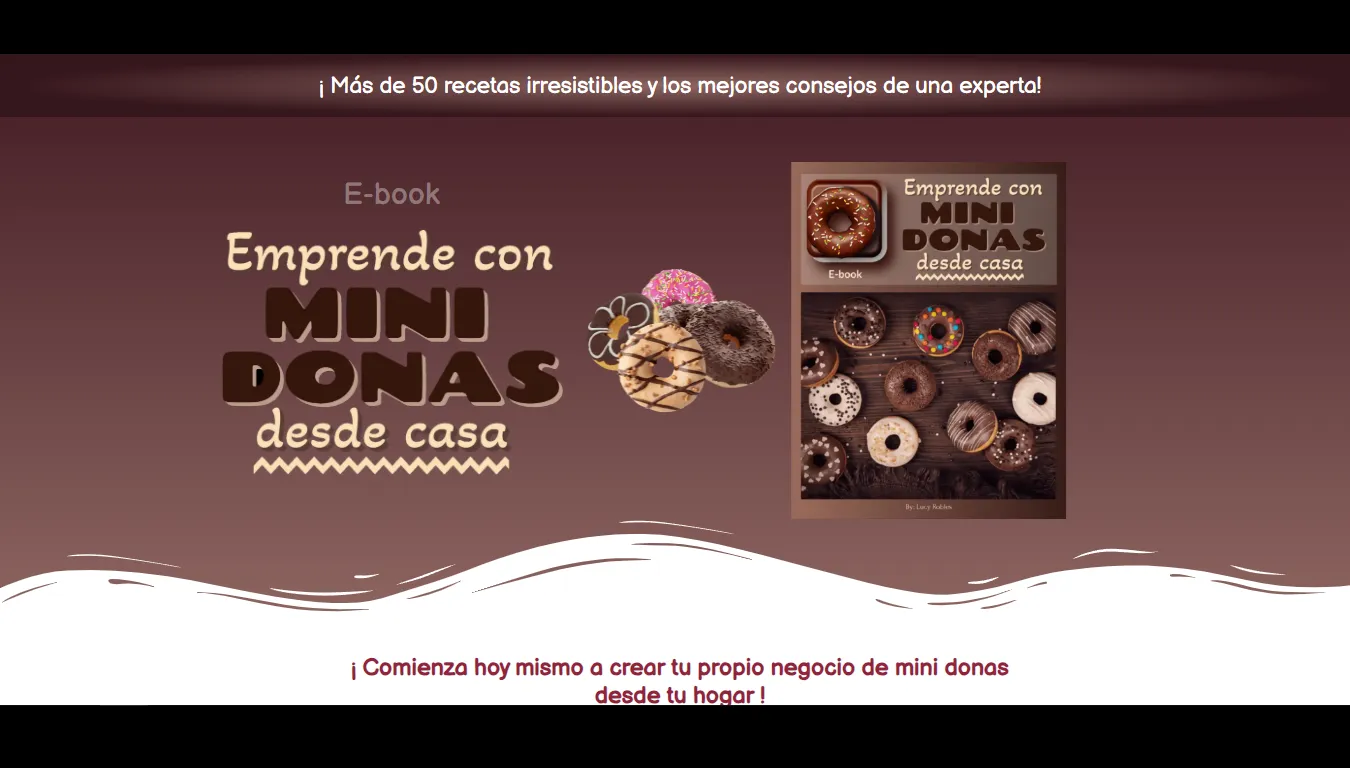 ¡ Más de 50 recetas irresistibles y los mejores consejos de una experta!
E-book
Emprende con
MINI
DONAS
desde casa
Emprende con
MINI
DONAS
desde casa
E-book
By: Lucy Robles
¡ Comienza hoy mismo a crear tu propio negocio de mini donas
desde tu hogar !